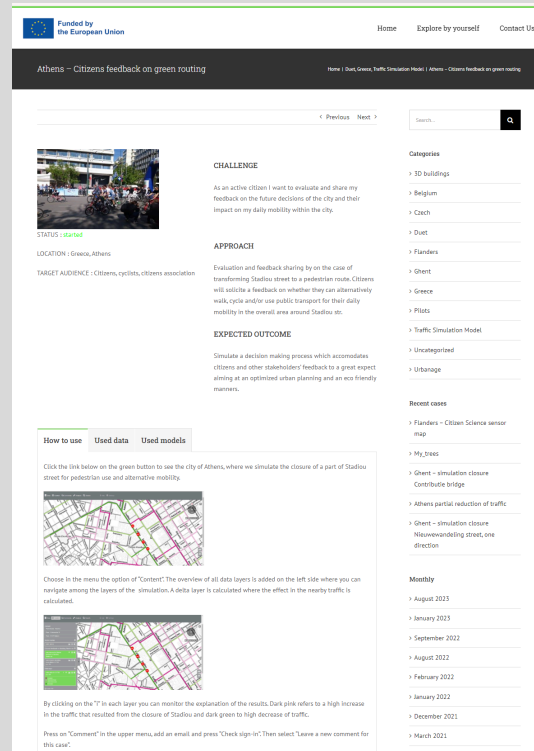 Funded by
the European Union
Home Explore by yourself Contact Us
Athens – Citizens feedback on green routing
Home | Duet, Greece, Traffic Simulation Model | Athens – Citizens feedback on green routing
‹ Previous Next ›
Search...
STATUS : started
LOCATION : Greece, Athens
TARGET AUDIENCE : Citizens, cyclists, citizens association
CHALLENGE
As an active citizen I want to evaluate and share my
feedback on the future decisions of the city and their
impact on my daily mobility within the city.
APPROACH
Evaluation and feedback sharing by on the case of
transforming Stadiou street to a pedestrian route. Citizens
will solicite a feedback on whether they can alternatively
walk, cycle and/or use public transport for their daily
mobility in the overall area around Stadiou str.
EXPECTED OUTCOME
Simulate a decision making process which accomodates
citizens and other stakeholders' feedback to a great expect
aiming at an optimized urban planning and an eco friendly
manners.
How to use Used data Used models
Click the link below on the green button to see the city of Athens, where we simulate the closure of a part of Stadiou
street for pedestrian use and alternative mobility.
Choose in the menu the option of "Content". The overview of all data layers is added on the left side where you can
navigate among the layers of the simulation. A delta layer is calculated where the effect in the nearby traffic is
calculated.
By clicking on the "i" in each layer you can monitor the explanation of the results. Dark pink refers to a high increase
in the traffic that resulted from the closure of Stadiou and dark green to high decrease of traffic.
Press on "Comment" in the upper menu, add an email and press "Check sign-in". Then select "Leave a new comment for
this case".
Categories
› 3D buildings
› Belgium
› Czech
› Duet
› Flanders
› Ghent
› Greece
› Pilots
› Traffic Simulation Model
› Uncategorized
› Urbanage
Recent cases
› Flanders – Citizen Science sensor
map
› My_trees
› Ghent – simulation closure
Contributie bridge
› Athens partial reduction of traffic
› Ghent – simulation closure
Nieuwewandeling street, one
direction
Monthly
› August 2023
› January 2023
› September 2022
› August 2022
› February 2022
› January 2022
› December 2021
› March 2021